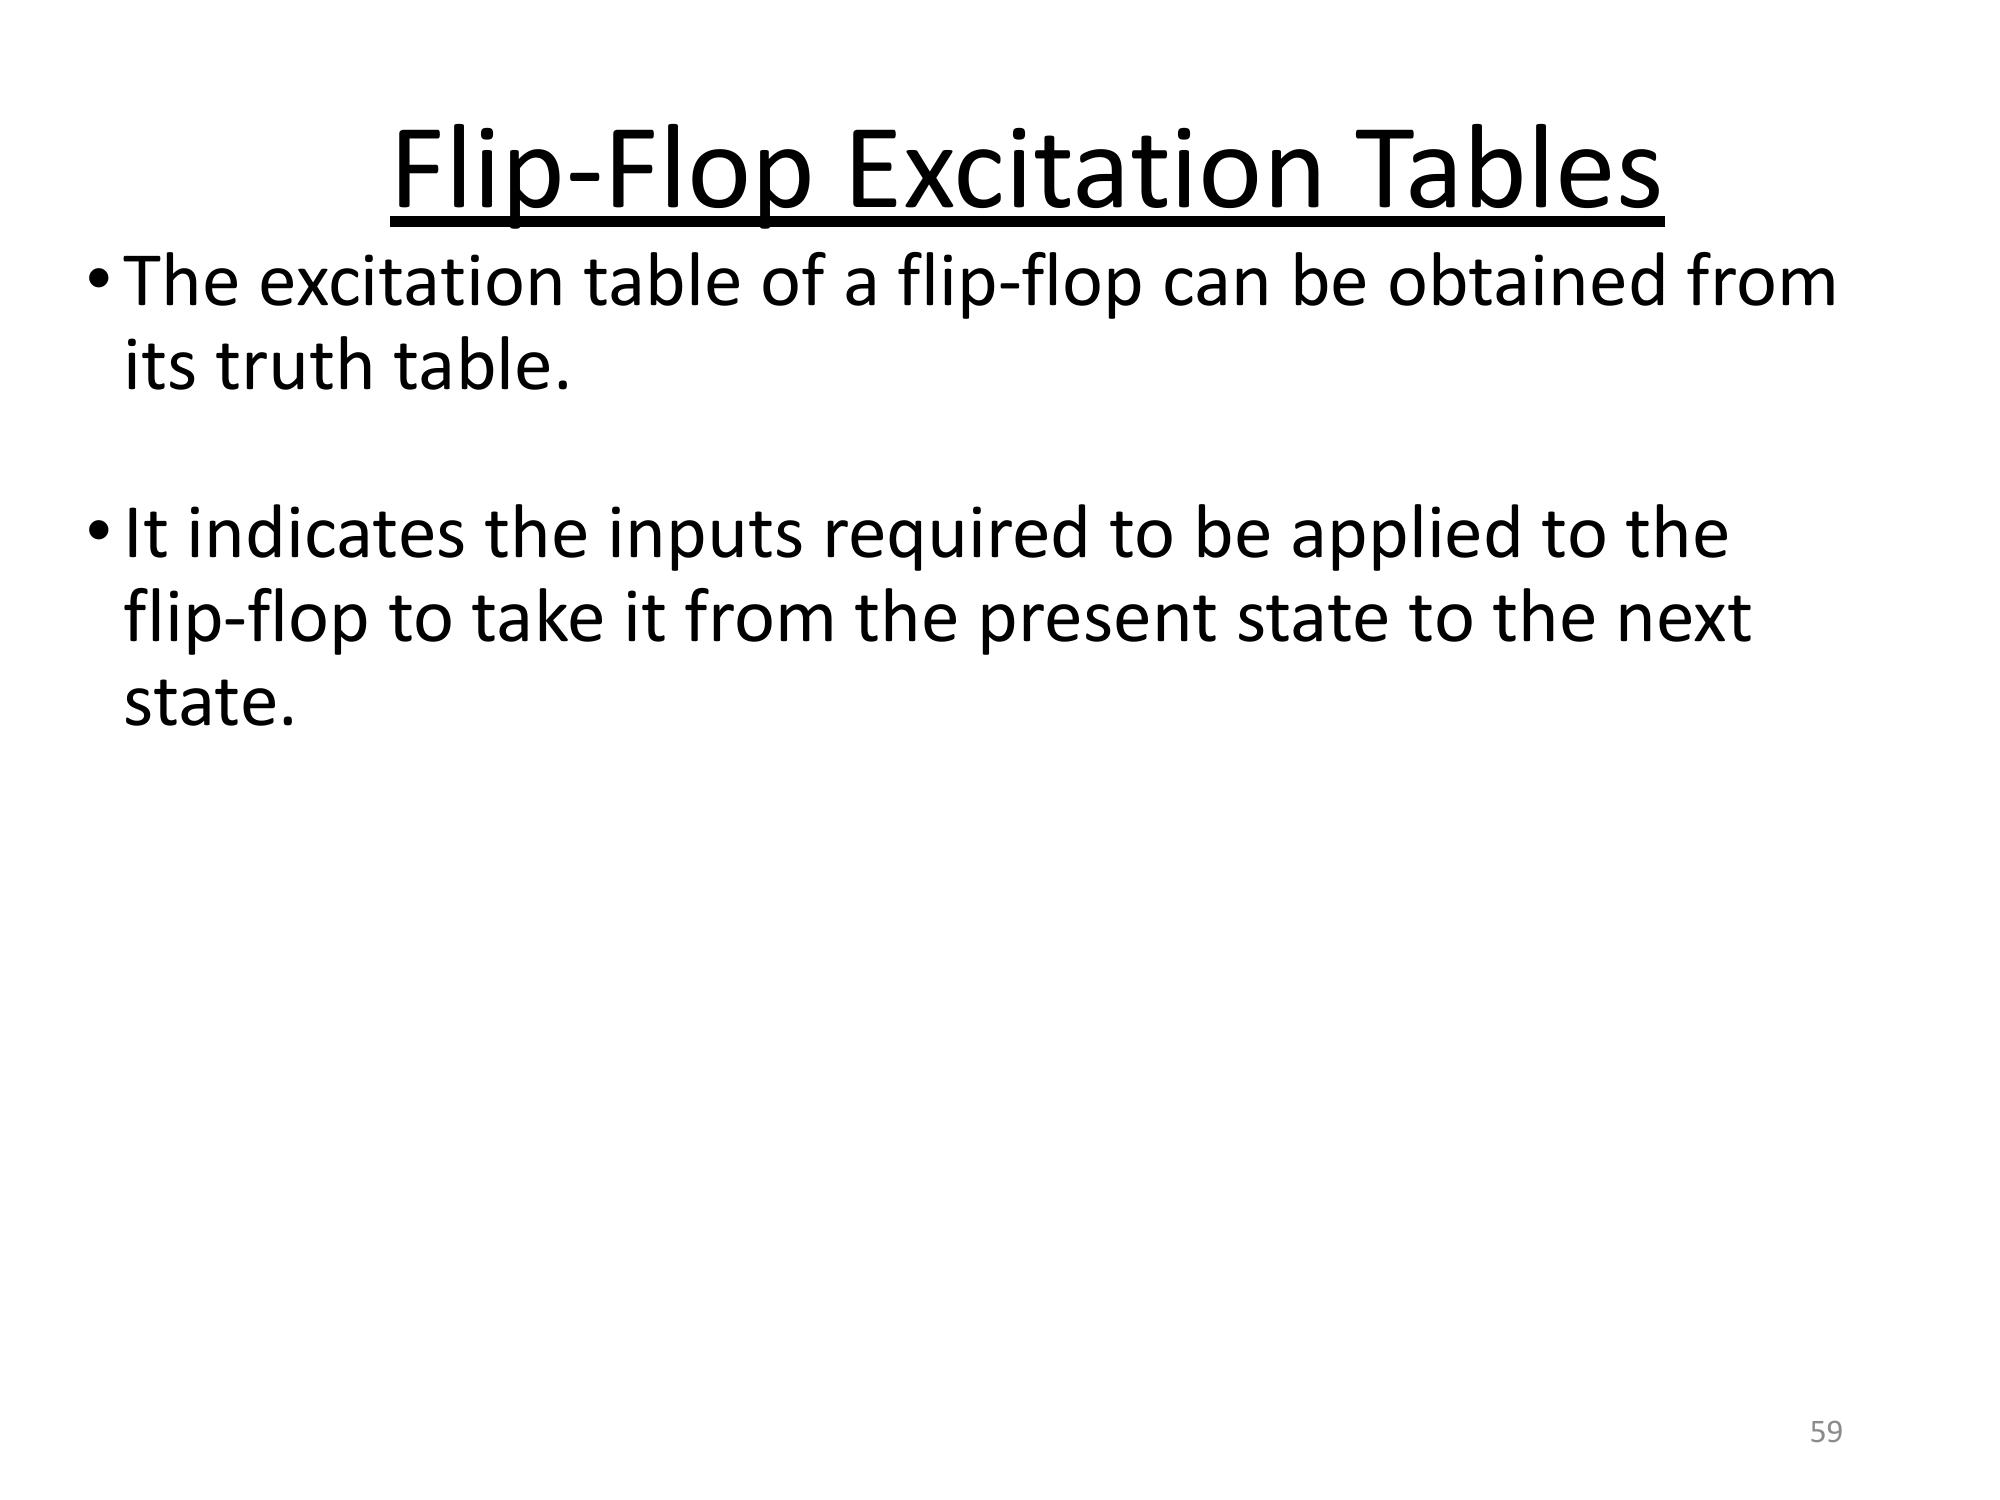 Flip-Flop Excitation Tables
• The excitation table of a flip-flop can be obtained from
its truth table.
• It indicates the inputs required to be applied to the
flip-flop to take it from the present state to the next
state.
59